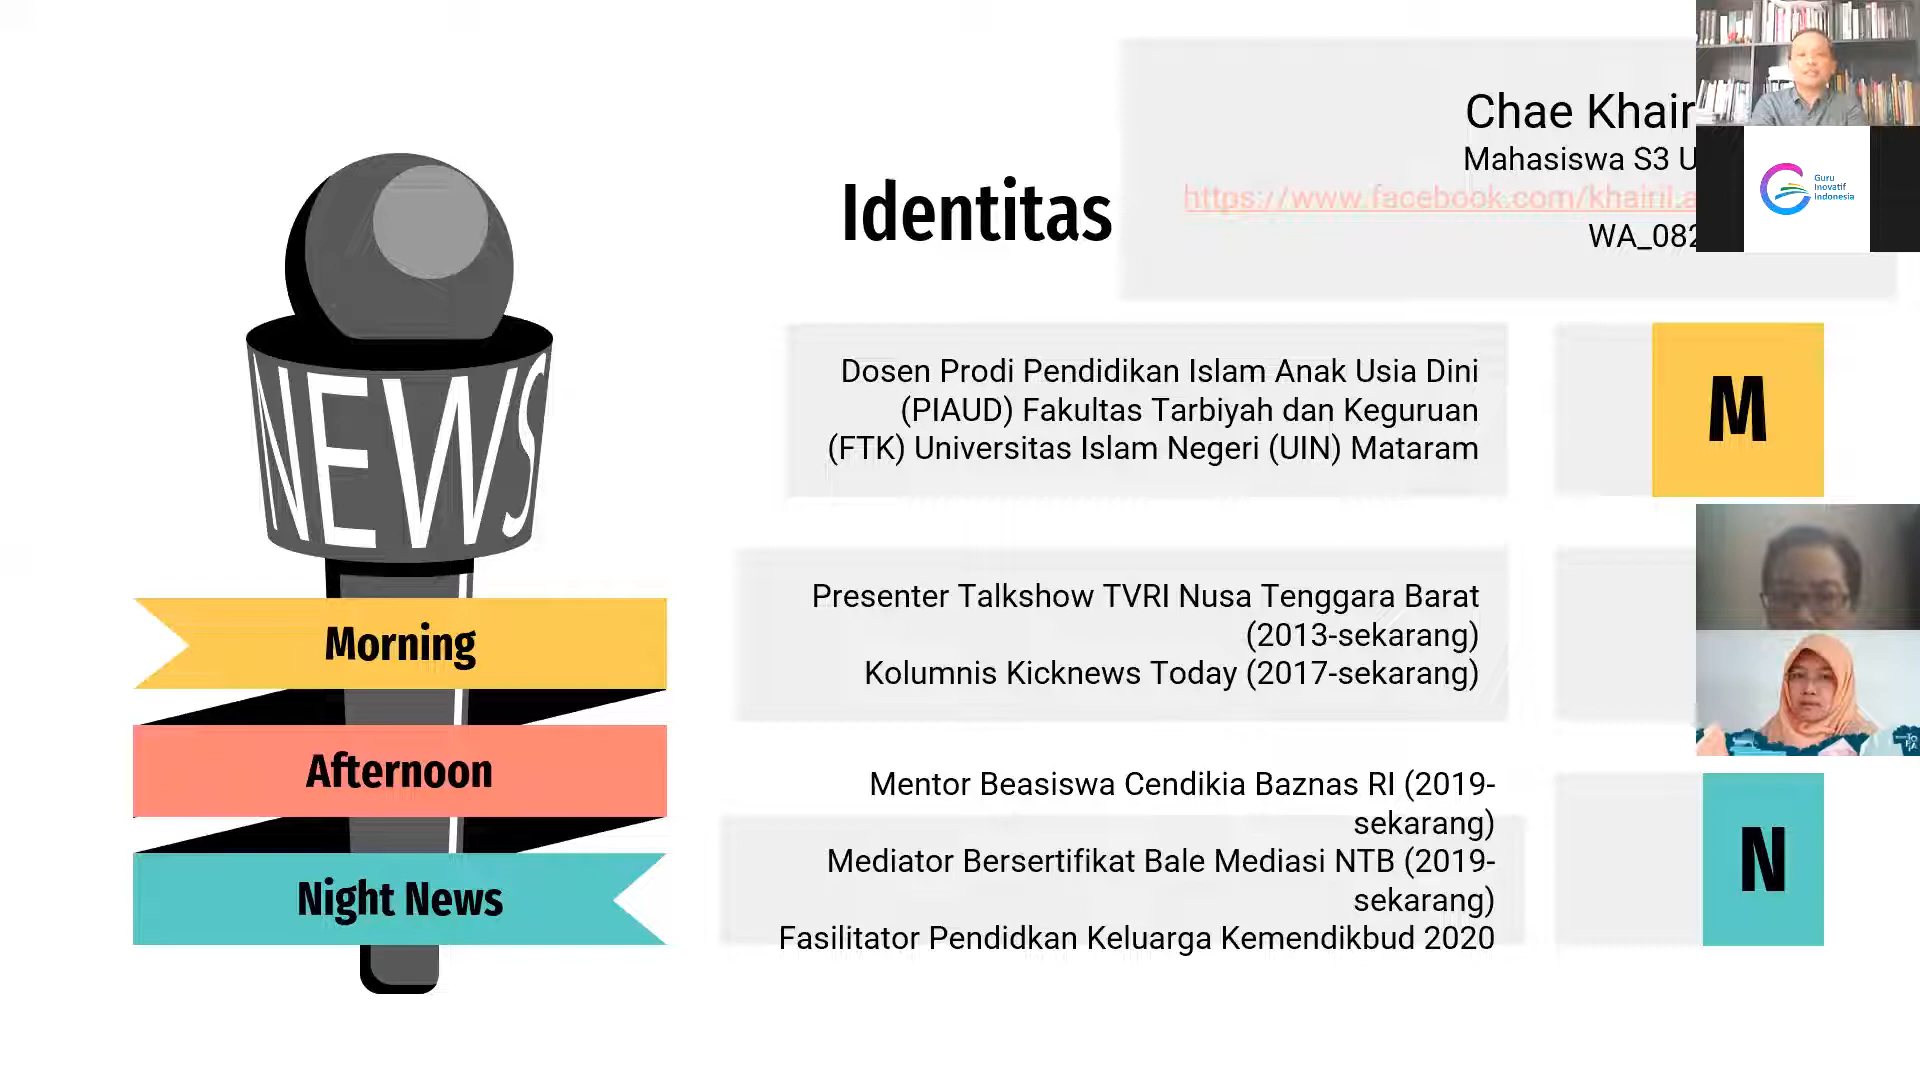 Chae Khair
Mahasiswa S3 U
https://www.facebook.com/khairil.a
WA_082
Identitas
Guru
Inovatif
Indonesia
NEWS
Dosen Prodi Pendidikan Islam Anak Usia Dini
(PIAUD) Fakultas Tarbiyah dan Keguruan
(FTK) Universitas Islam Negeri (UIN) Mataram
M
Presenter Talkshow TVRI Nusa Tenggara Barat
(2013-sekarang)
Kolumnis Kicknews Today (2017-sekarang)
Mentor Beasiswa Cendikia Baznas RI (2019-
sekarang)
Mediator Bersertifikat Bale Mediasi NTB (2019-
sekarang)
Fasilitator Pendidkan Keluarga Kemendikbud 2020
N
Morning
Afternoon
Night News